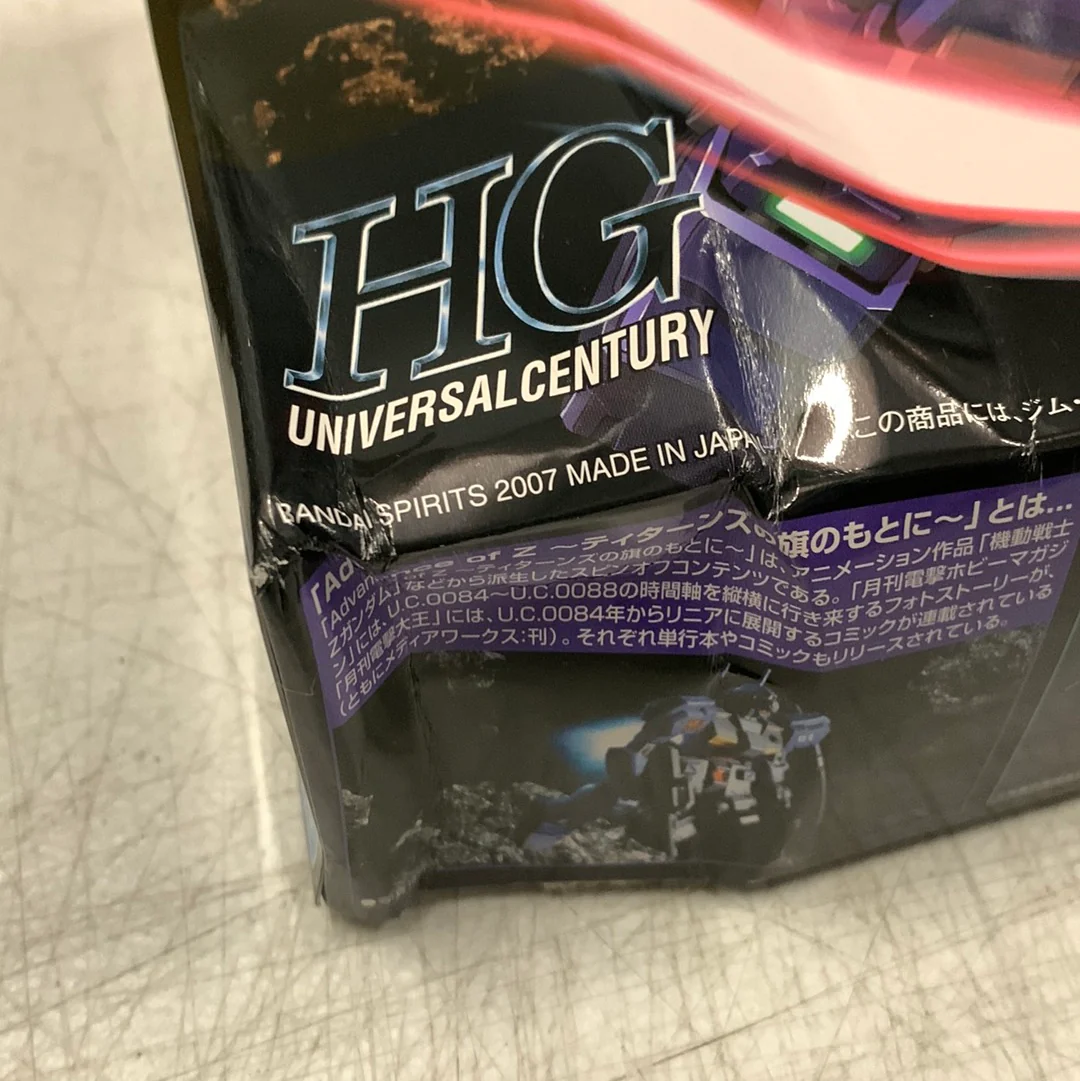 HG
UNIVERSAL CENTURY
BANDAI SPIRITS 2007 MADE IN JAPAN
この商品には、ジム・
「Advance of Z 〜ティターンズの旗のもとに〜」とは…
「Advance of Z 〜ティターンズの旗のもとに〜」は、アニメーション作品「機動戦士
Zガンダム」などから派生したスピンオフコンテンツである。「月刊電撃ホビーマガジ
ン」には、U.C.0084〜U.C.0088の時間軸を縦横に行き来するフォトストーリーが、
「月刊電撃大王」には、U.C.0084年からリニアに展開するコミックが連載されている
(ともにメディアワークス:刊)。それぞれ単行本やコミックもリリースされている。